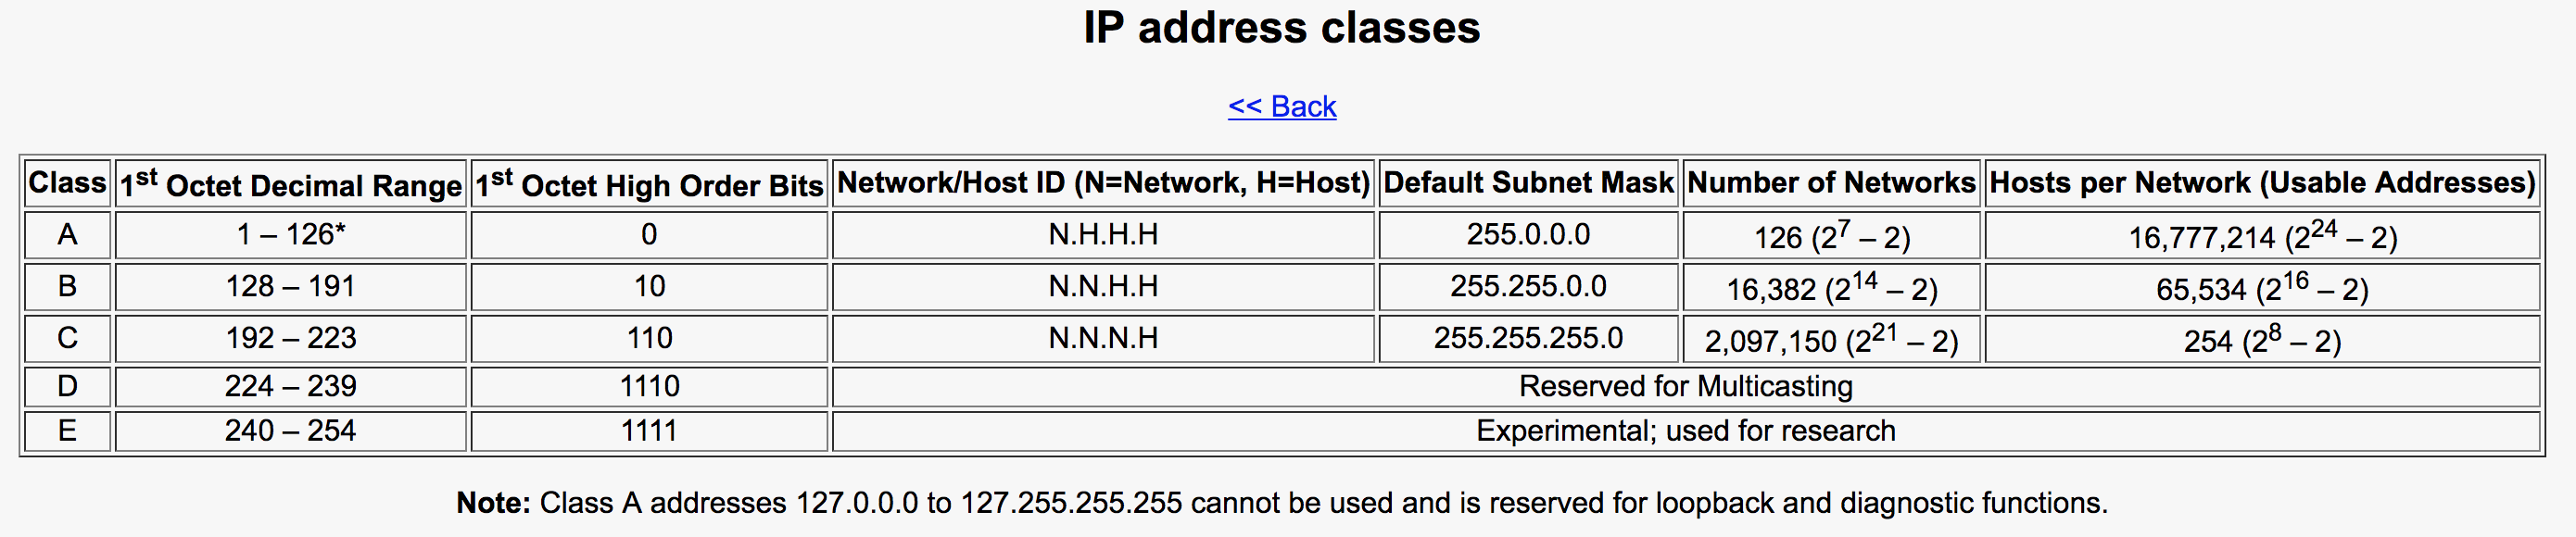 IP address classes
<< Back
Class 1st Octet Decimal Range 1st Octet High Order Bits Network/Host ID (N=Network, H=Host) Default Subnet Mask Number of Networks Hosts per Network (Usable Addresses)
A 1 – 126* 0 N.H.H.H 255.0.0.0 126 (2^7 – 2) 16,777,214 (2^24 – 2)
B 128 – 191 10 N.N.H.H 255.255.0.0 16,382 (2^14 – 2) 65,534 (2^16 – 2)
C 192 – 223 110 N.N.N.H 255.255.255.0 2,097,150 (2^21 – 2) 254 (2^8 – 2)
D 224 – 239 1110 Reserved for Multicasting
E 240 – 254 1111 Experimental; used for research
Note: Class A addresses 127.0.0.0 to 127.255.255.255 cannot be used and is reserved for loopback and diagnostic functions.